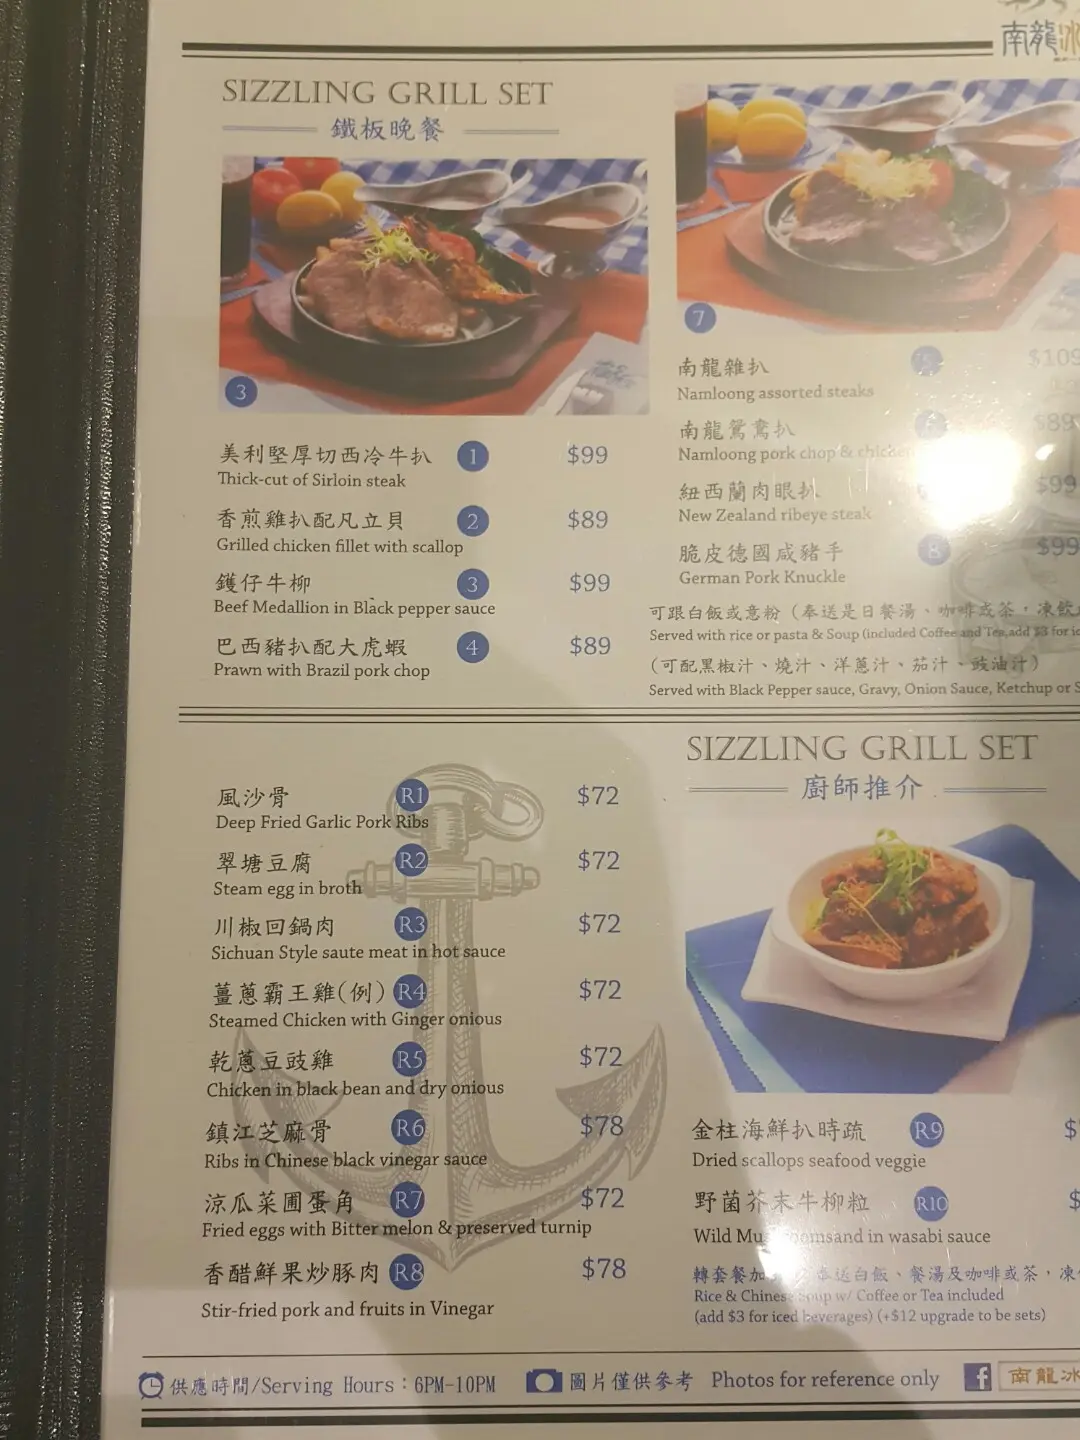 南龍冰
SIZZLING GRILL SET
鐵板晚餐
3
美利堅厚切西冷牛扒 1 $99
Thick-cut of Sirloin steak
香煎雞扒配凡立貝 2 $89
Grilled chicken fillet with scallop
鑊仔牛柳 3 $99
Beef Medallion in Black pepper sauce
巴西豬扒配大虎蝦 4 $89
Prawn with Brazil pork chop
7
南龍雜扒 5 $109
Namloong assorted steaks
南龍鴛鴦扒 $89
Namloong pork chop & chicken
紐西蘭肉眼扒 $99
New Zealand ribeye steak
脆皮德國咸豬手 8 $99
German Pork Knuckle
可跟白飯或意粉（奉送是日餐湯、咖啡或茶，凍飲
Served with rice or pasta & Soup (included Coffee and Tea,add $3 for
（可配黑椒汁、燒汁、洋蔥汁、茄汁、豉油汁）
Served with Black Pepper sauce, Gravy, Onion Sauce, Ketchup or
風沙骨 R1 $72
Deep Fried Garlic Pork Ribs
翠塘豆腐 R2 $72
Steam egg in broth
川椒回鍋肉 R3 $72
Sichuan Style saute meat in hot sauce
薑蔥霸王雞(例) R4 $72
Steamed Chicken with Ginger onious
乾蔥豆豉雞 R5 $72
Chicken in black bean and dry onious
鎮江芝麻骨 R6 $78
Ribs in Chinese black vinegar sauce
涼瓜菜圃蛋角 R7 $72
Fried eggs with Bitter melon & preserved turnip
香醋鮮果炒豚肉 R8 $78
Stir-fried pork and fruits in Vinegar
SIZZLING GRILL SET
廚師推介
金柱海鮮扒時蔬 R9 $
Dried scallops seafood veggie
野菌芥末牛柳粒 R10 $
Wild in wasabi sauce
轉套餐加 奉送白飯、餐湯及咖啡或茶，凍
Rice & Chinese Soup w/ Coffee or Tea included
(add $3 for iced beverages) (+$12 upgrade to be sets)
供應時間/Serving Hours：6PM-10PM
圖片僅供參考 Photos for reference only
f 南龍冰